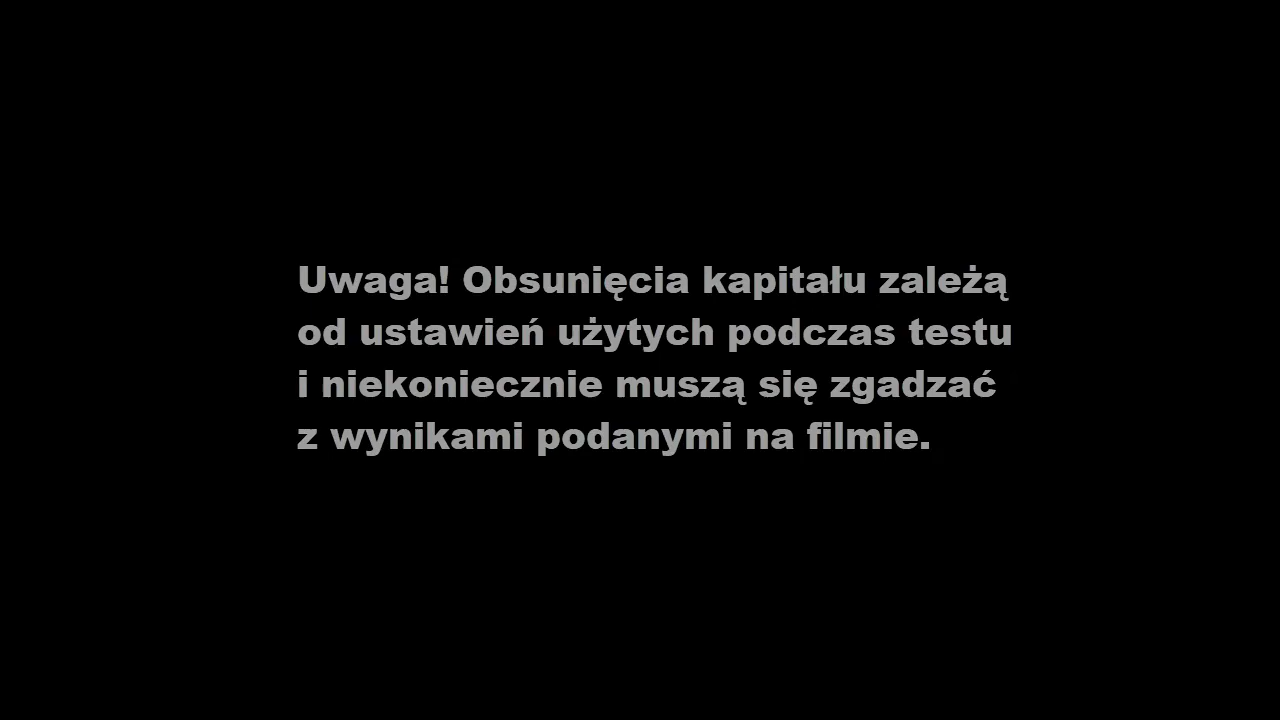 Uwaga! Obsunięcia kapitału zależą
od ustawień użytych podczas testu
i niekoniecznie muszą się zgadzać
z wynikami podanymi na filmie.